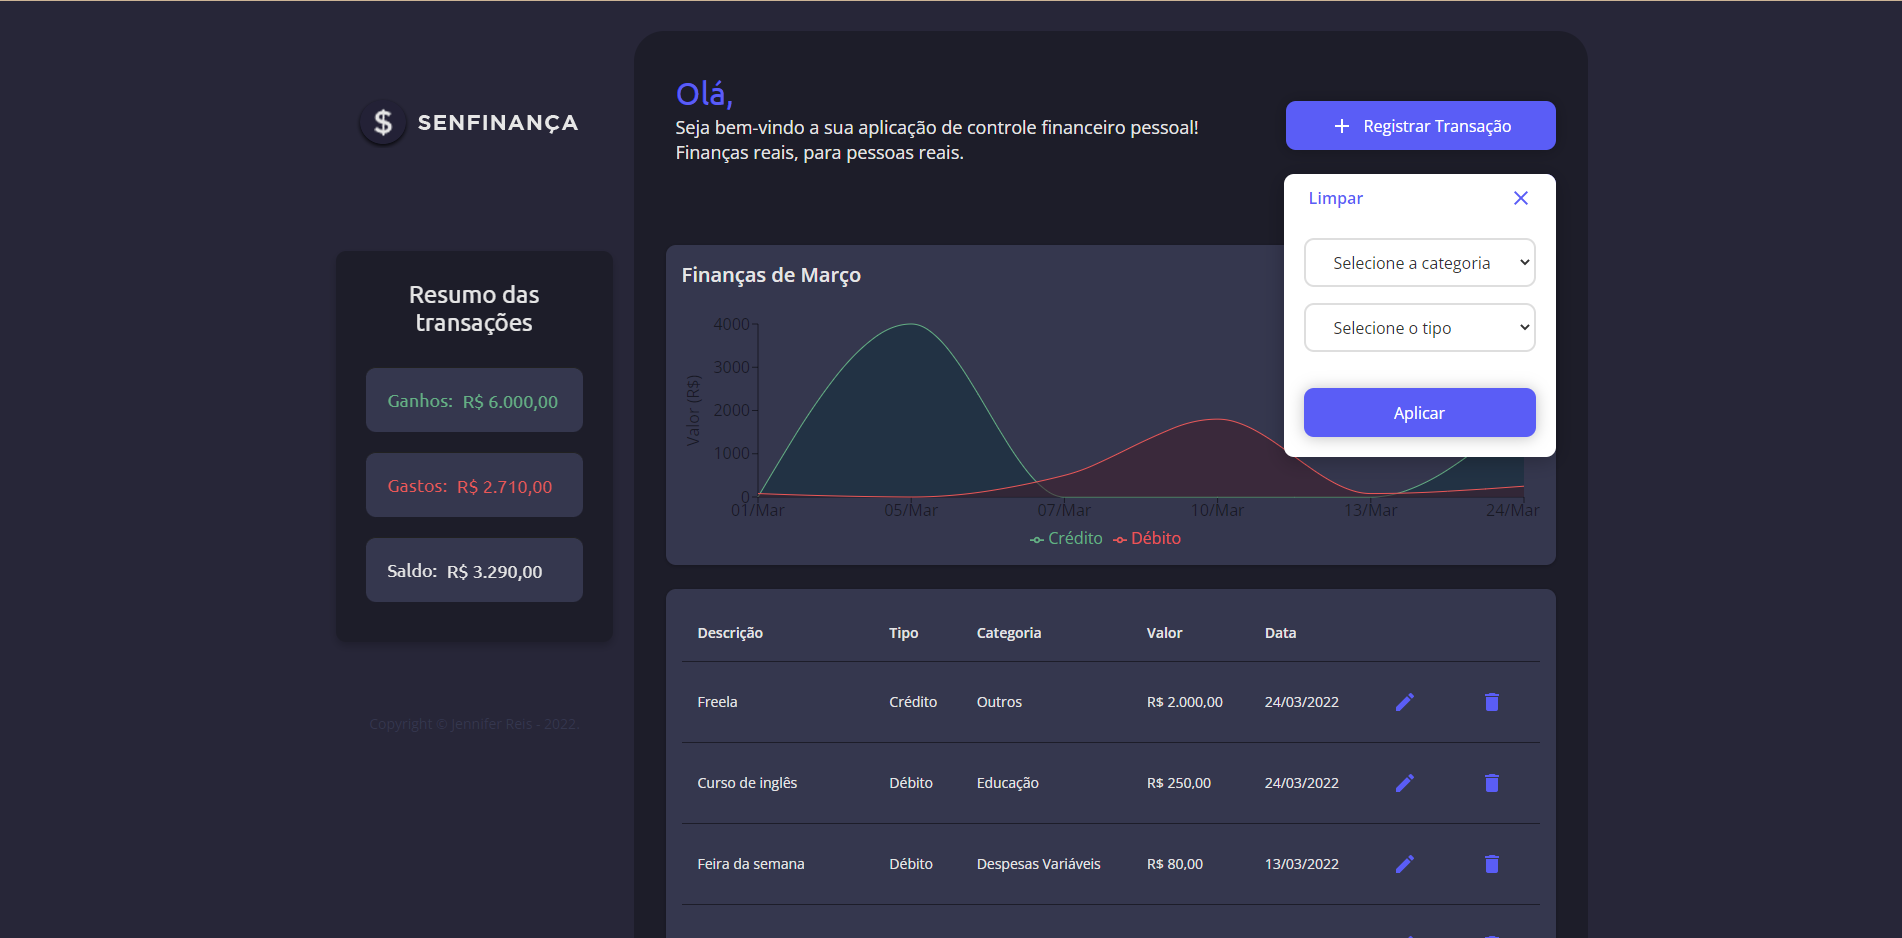 $ SENFINANÇA
Resumo das
transações
Ganhos: R$ 6.000,00
Gastos: R$ 2.710,00
Saldo: R$ 3.290,00
Copyright © Jennifer Reis - 2022.
Olá,
Seja bem-vindo a sua aplicação de controle financeiro pessoal!
Finanças reais, para pessoas reais.
+ Registrar Transação
Limpar
Selecione a categoria
Selecione o tipo
Aplicar
Finanças de Março
Valor (R$)
4000
3000
2000
1000
0
01/Mar 05/Mar 07/Mar 10/Mar 13/Mar 24/Mar
Crédito Débito
Descrição Tipo Categoria Valor Data
Freela Crédito Outros R$ 2.000,00 24/03/2022
Curso de inglês Débito Educação R$ 250,00 24/03/2022
Feira da semana Débito Despesas Variáveis R$ 80,00 13/03/2022